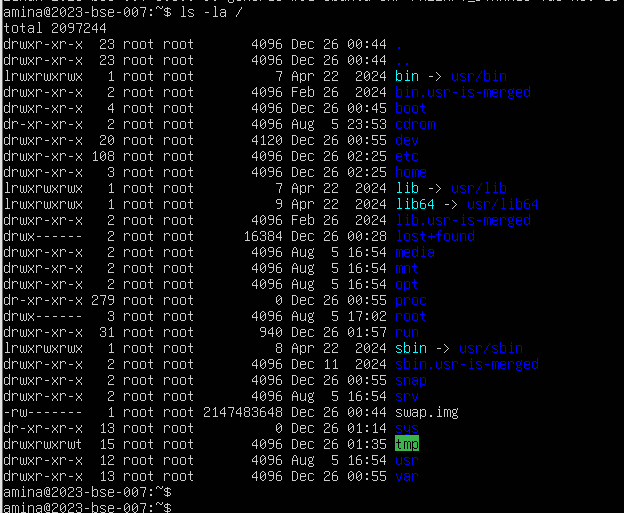 amina@2023-bse-007:~$ ls -la /
total 2097244
drwxr-xr-x  23 root root       4096 Dec 26 00:44 .
drwxr-xr-x  23 root root       4096 Dec 26 00:44 ..
lrwxrwxrwx   1 root root          7 Apr 22  2024 bin -> usr/bin
drwxr-xr-x   2 root root       4096 Feb 26  2024 bin.usr-is-merged
drwxr-xr-x   4 root root       4096 Dec 26 00:45 boot
dr-xr-xr-x   2 root root       4096 Aug  5 23:53 cdrom
drwxr-xr-x  20 root root       4120 Dec 26 00:55 dev
drwxr-xr-x 108 root root       4096 Dec 26 02:25 etc
drwxr-xr-x   3 root root       4096 Dec 26 02:25 home
lrwxrwxrwx   1 root root          7 Apr 22  2024 lib -> usr/lib
lrwxrwxrwx   1 root root          9 Apr 22  2024 lib64 -> usr/lib64
drwxr-xr-x   2 root root       4096 Feb 26  2024 lib.usr-is-merged
drwx------   2 root root      16384 Dec 26 00:28 lost+found
drwxr-xr-x   2 root root       4096 Aug  5 16:54 media
drwxr-xr-x   2 root root       4096 Aug  5 16:54 mnt
drwxr-xr-x   2 root root       4096 Aug  5 16:54 opt
dr-xr-xr-x 279 root root          0 Dec 26 00:55 proc
drwx------   3 root root       4096 Aug  5 17:02 root
drwxr-xr-x  31 root root        940 Dec 26 01:57 run
lrwxrwxrwx   1 root root          8 Apr 22  2024 sbin -> usr/sbin
drwxr-xr-x   2 root root       4096 Dec 11  2024 sbin.usr-is-merged
drwxr-xr-x   2 root root       4096 Dec 26 00:55 snap
drwxr-xr-x   2 root root       4096 Aug  5 16:54 srv
-rw-------   1 root root 2147483648 Dec 26 00:44 swap.img
dr-xr-xr-x  13 root root          0 Dec 26 01:14 sys
drwxrwxrwt  15 root root       4096 Dec 26 01:35 tmp
drwxr-xr-x  12 root root       4096 Aug  5 16:54 usr
drwxr-xr-x  13 root root       4096 Dec 26 00:55 var
amina@2023-bse-007:~$
amina@2023-bse-007:~$